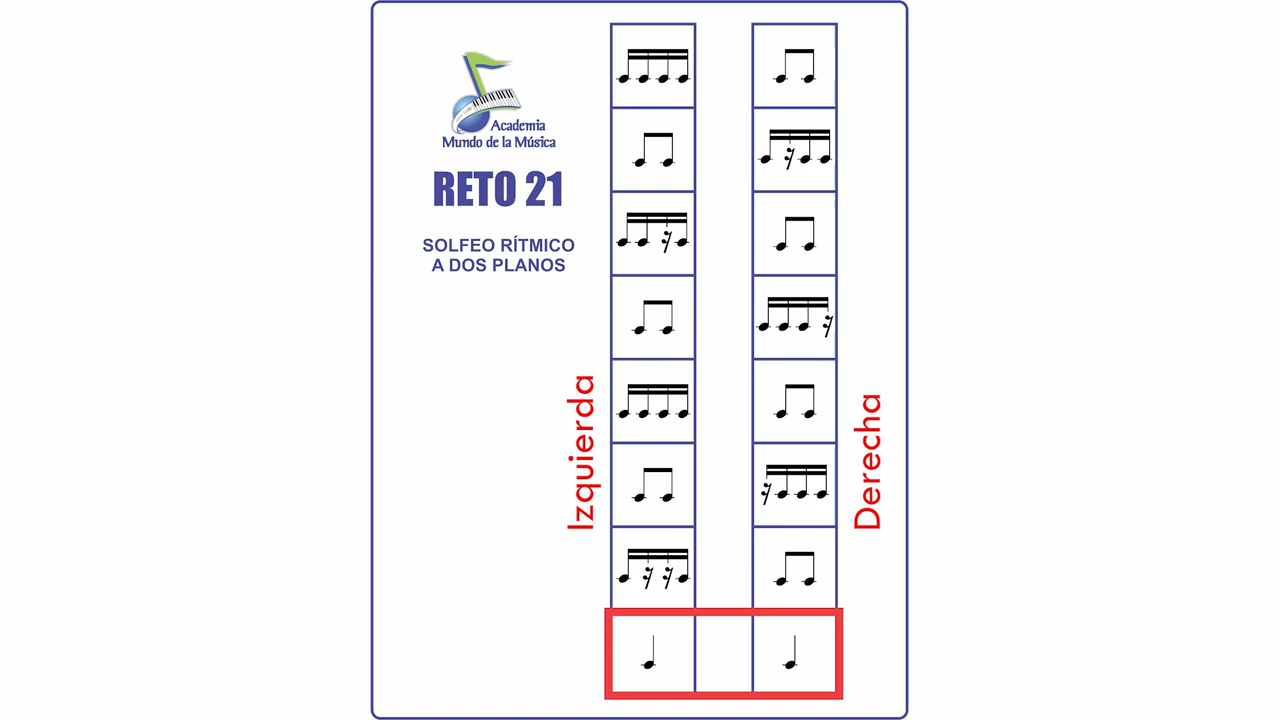 Academia
Mundo de la Música
RETO 21
SOLFEO RÍTMICO
A DOS PLANOS
Izquierda
Derecha